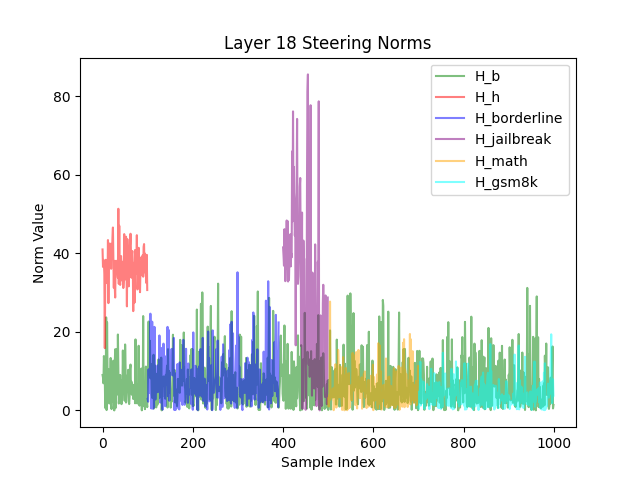 Layer 18 Steering Norms
Norm Value
80
60
40
20
0
0 200 400 600 800 1000
Sample Index
H_b
H_h
H_borderline
H_jailbreak
H_math
H_gsm8k